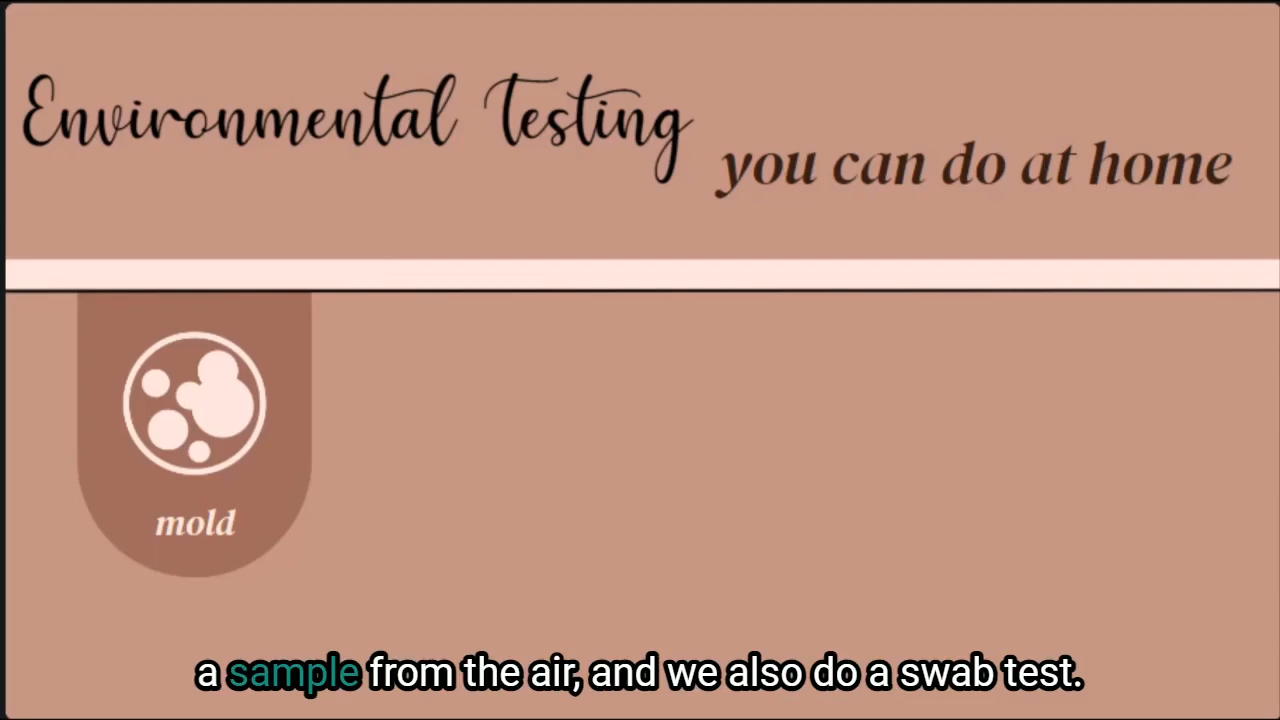 Environmental Testing
you can do at home
mold
a sample from the air, and we also do a swab test.